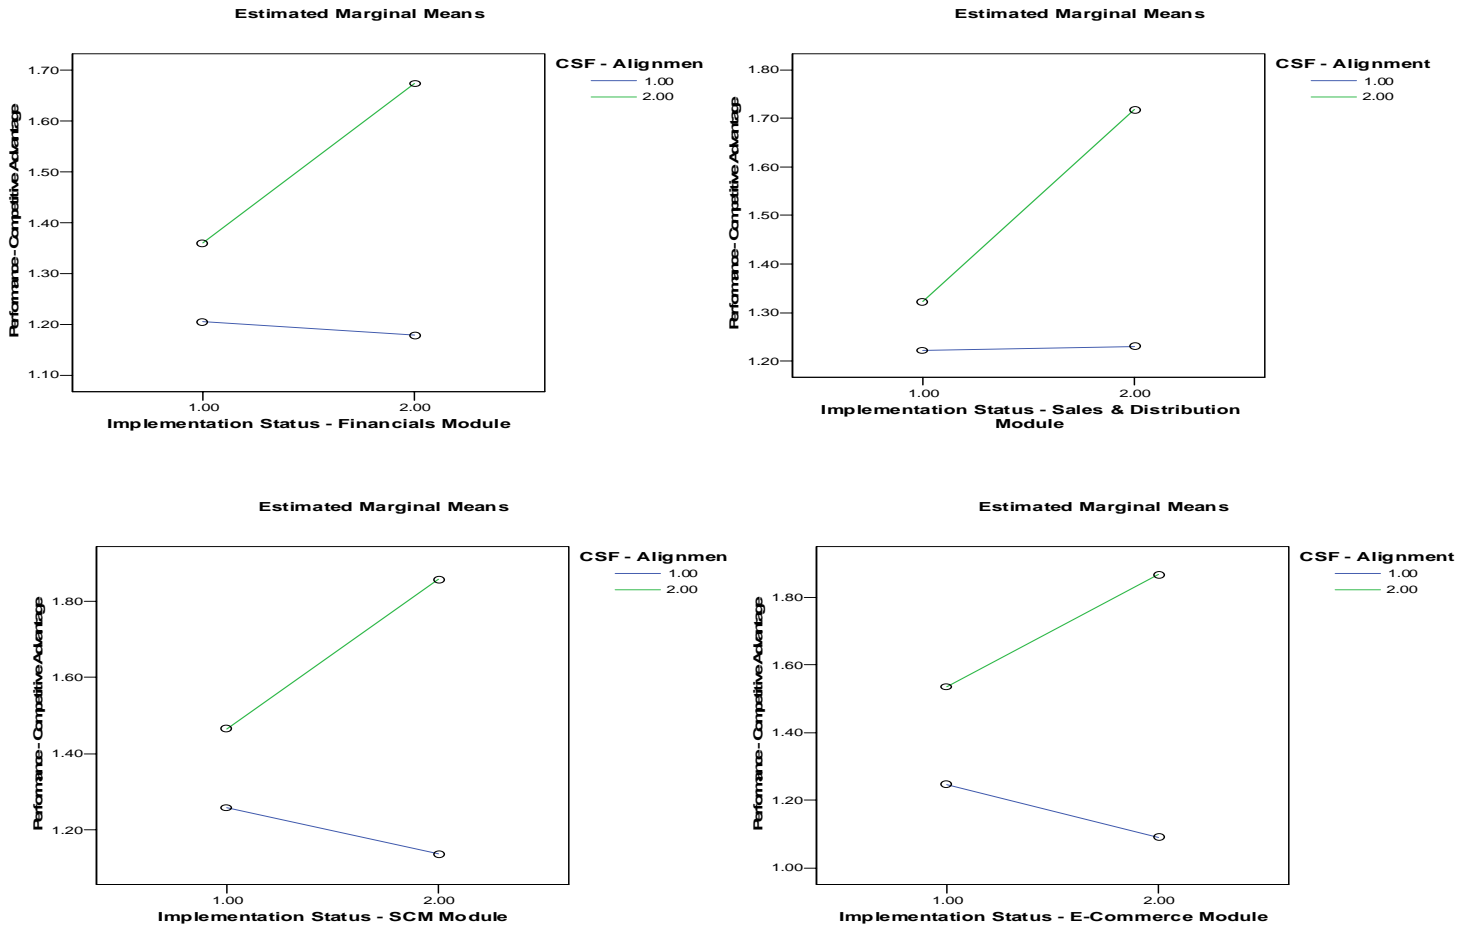 Estimated Marginal Means
CSF - Alignmen
1.00
2.00
Performance - Competitive Advantage
1.70
1.60
1.50
1.40
1.30
1.20
1.10
1.00
2.00
Implementation Status - Financials Module
Estimated Marginal Means
CSF - Alignment
1.00
2.00
Performance - Competitive Advantage
1.80
1.70
1.60
1.50
1.40
1.30
1.20
1.00
2.00
Implementation Status - Sales & Distribution
Module
Estimated Marginal Means
CSF - Alignmen
1.00
2.00
Performance - Competitive Advantage
1.80
1.60
1.40
1.20
1.00
2.00
Implementation Status - SCM Module
Estimated Marginal Means
CSF - Alignment
1.00
2.00
Performance - Competitive Advantage
1.80
1.60
1.40
1.20
1.00
1.00
2.00
Implementation Status - E-Commerce Module